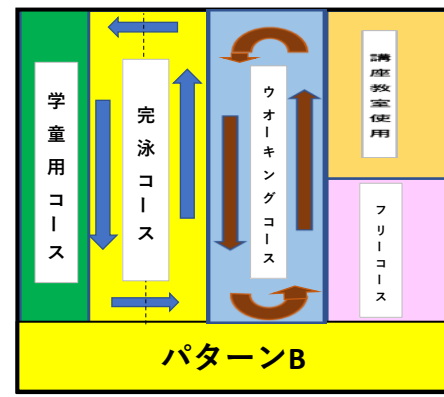 学童用コース
完泳コース
ウオーキングコース
講座教室使用
フリーコース
パターンB